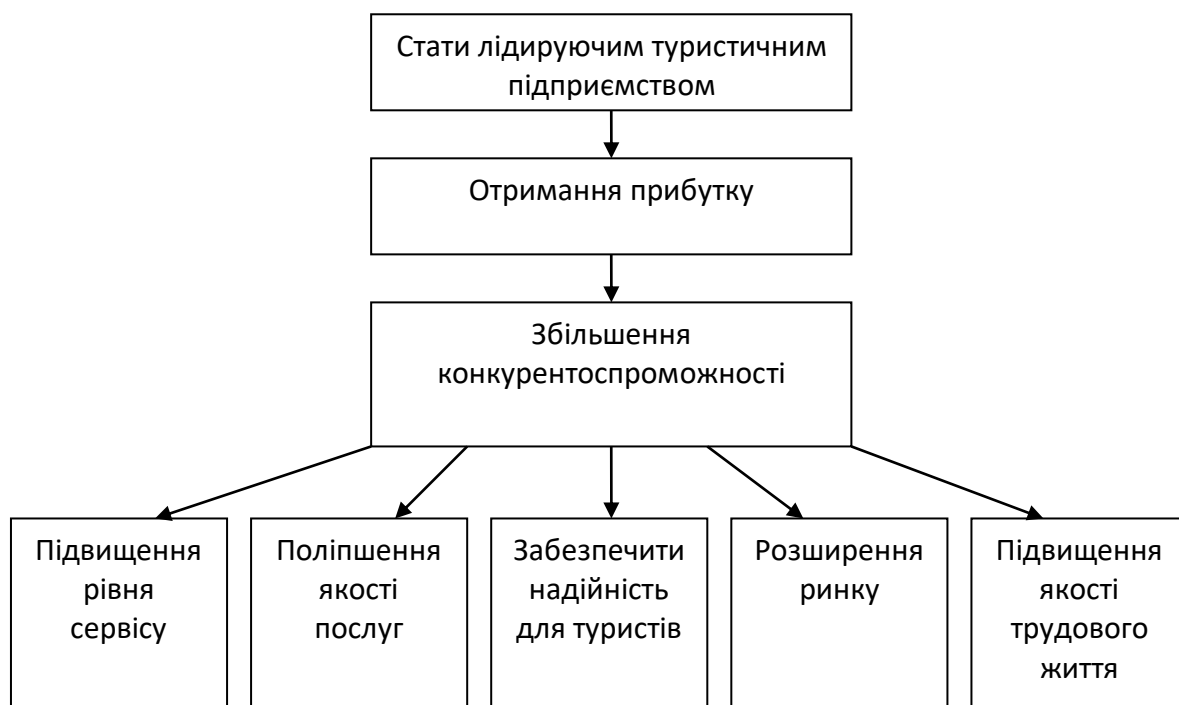 Стати лідируючим туристичним
підприємством
Отримання прибутку
Збільшення
конкурентоспроможності
Підвищення
рівня
сервісу
Поліпшення
якості
послуг
Забезпечити
надійність
для туристів
Розширення
ринку
Підвищення
якості
трудового
життя